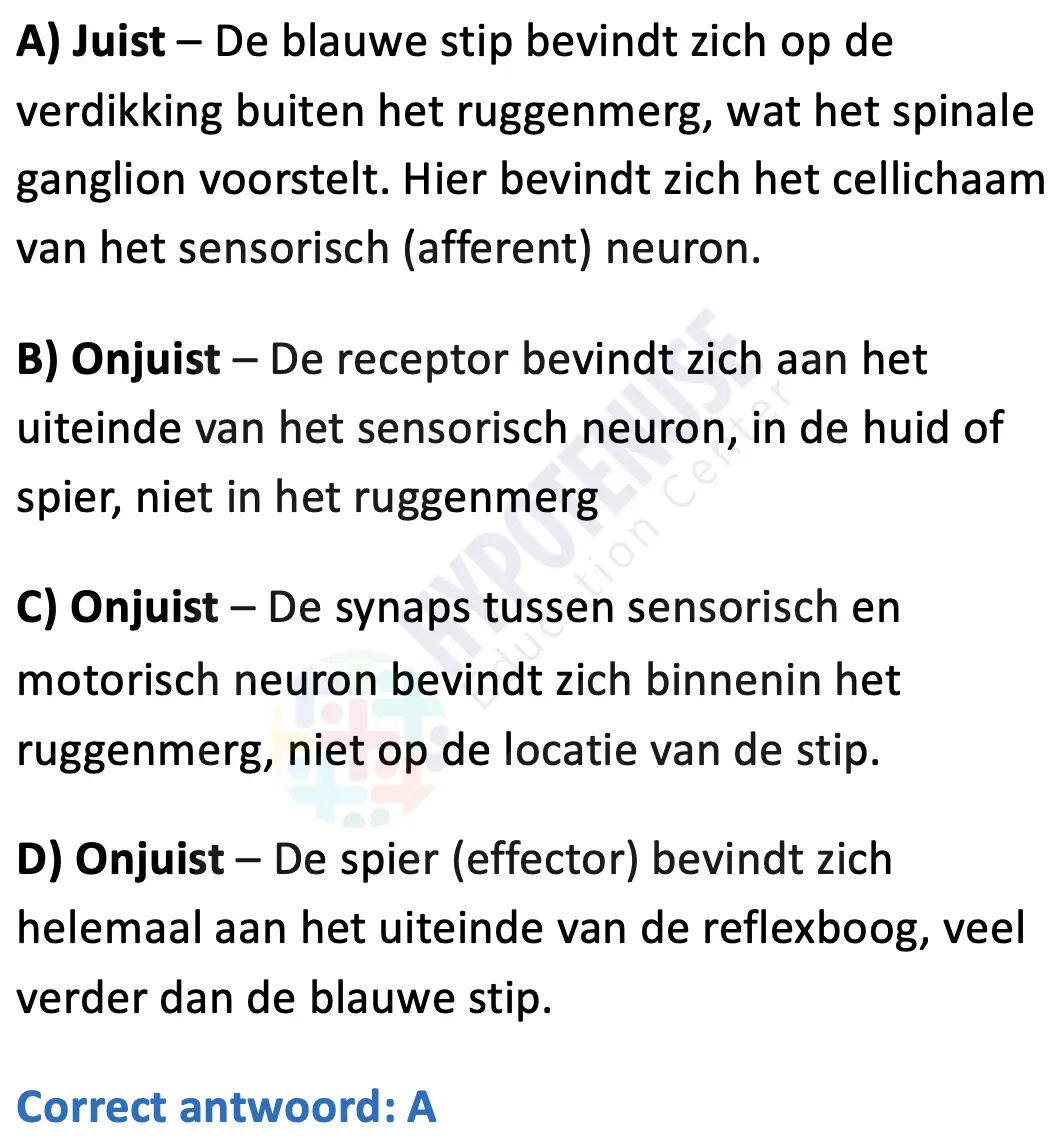 A) Juist – De blauwe stip bevindt zich op de
verdikking buiten het ruggenmerg, wat het spinale
ganglion voorstelt. Hier bevindt zich het cellichaam
van het sensorisch (afferent) neuron.
B) Onjuist – De receptor bevindt zich aan het
uiteinde van het sensorisch neuron, in de huid of
spier, niet in het ruggenmerg
C) Onjuist – De synaps tussen sensorisch en
motorisch neuron bevindt zich binnenin het
ruggenmerg, niet op de locatie van de stip.
D) Onjuist – De spier (effector) bevindt zich
helemaal aan het uiteinde van de reflexboog, veel
verder dan de blauwe stip.
Correct antwoord: A
HYPOTENUSE
Education Center